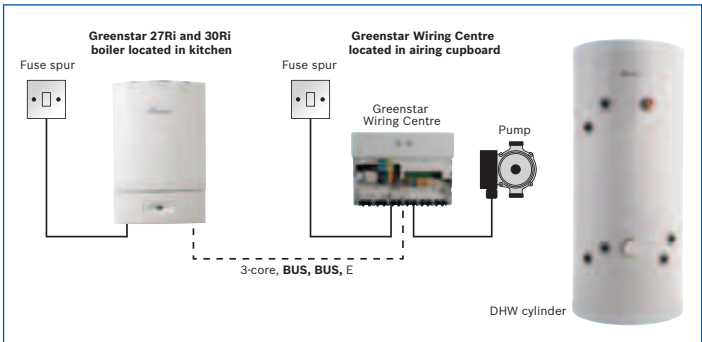 Greenstar 27Ri and 30Ri
boiler located in kitchen
Fuse spur
Greenstar Wiring Centre
located in airing cupboard
Fuse spur
Greenstar
Wiring Centre
Pump
3-core, BUS, BUS, E
DHW cylinder